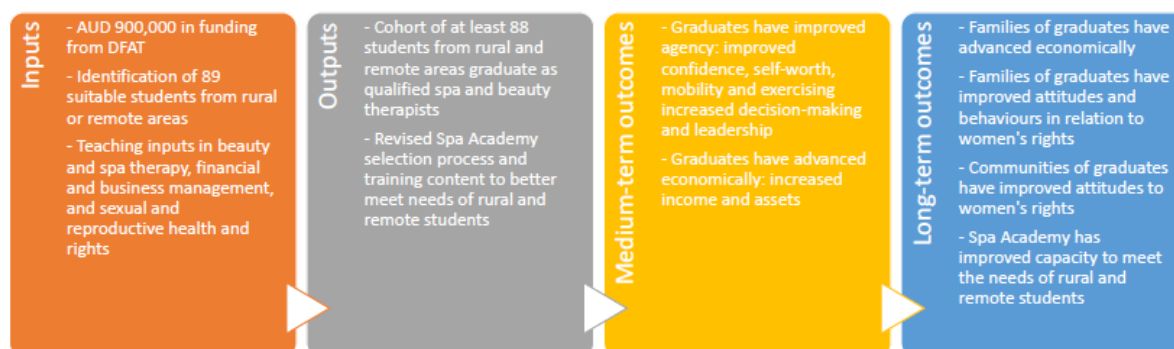 Inputs
- AUD 900,000 in funding
from DFAT
- Identification of 89
suitable students from rural
or remote areas
- Teaching inputs in beauty
and spa therapy, financial
and business management,
and sexual and
reproductive health and
rights
Outputs
- Cohort of at least 88
students from rural and
remote areas graduate as
qualified spa and beauty
therapists
- Revised Spa Academy
selection process and
training content to better
meet needs of rural and
remote students
Medium-term outcomes
- Graduates have improved
agency: improved
confidence, self-worth,
mobility and exercising
increased decision-making
and leadership
- Graduates have advanced
economically: increased
income and assets
Long-term outcomes
- Families of graduates have
advanced economically
- Families of graduates have
improved attitudes and
behaviours in relation to
women's rights
- Communities of graduates
have improved attitudes to
women's rights
- Spa Academy has
improved capacity to meet
the needs of rural and
remote students